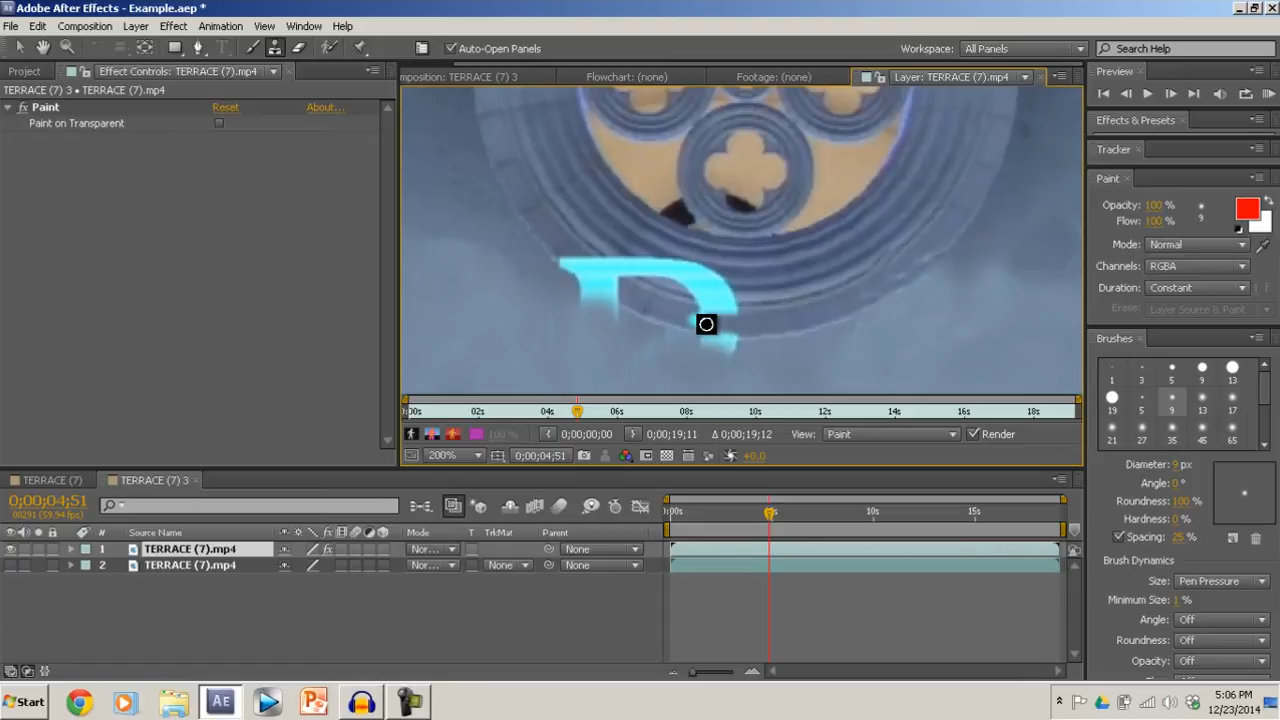 Adobe After Effects - Example.aep *
File Edit Composition Layer Effect Animation View Window Help
Auto-Open Panels Workspace: All Panels Search Help
Project Effect Controls: TERRACE (7).mp4 omposition: TERRACE (7) 3 Flowchart: (none) Footage: (none) Layer: TERRACE (7).mp4 Preview
TERRACE (7) 3 • TERRACE (7).mp4
fx Paint Reset About...
Paint on Transparent
Effects & Presets
Tracker
Paint
Opacity: 100 %
Flow: 100 %
9
Mode: Normal
Channels: RGBA
Duration: Constant
Erase: Layer Source & Paint
Brushes
1 3 5 9 13
19 5 9 13 17
21 27 35 45 65
):00s 02s 04s 06s 08s 10s 12s 14s 16s 18s
100 % 0;00;00;00 0;00;19;11 Δ 0;00;19;12 View: Paint Render
200% 0;00;04;51 +0.0
Diameter: 9 px
Angle: 0 °
Roundness: 100 %
Hardness: 0 %
Spacing: 25 %
Brush Dynamics
Size: Pen Pressure
Minimum Size: 1 %
Angle: Off
Roundness: Off
Opacity: Off
TERRACE (7) TERRACE (7) 3
0;00;04;51
00291 (59.94 fps)
):00s 5s 10s 15s
# Source Name Mode T TrkMat Parent
1 TERRACE (7).mp4 fx Nor... None
2 TERRACE (7).mp4 Nor... None None
Start Ae P 5:06 PM
12/23/2014